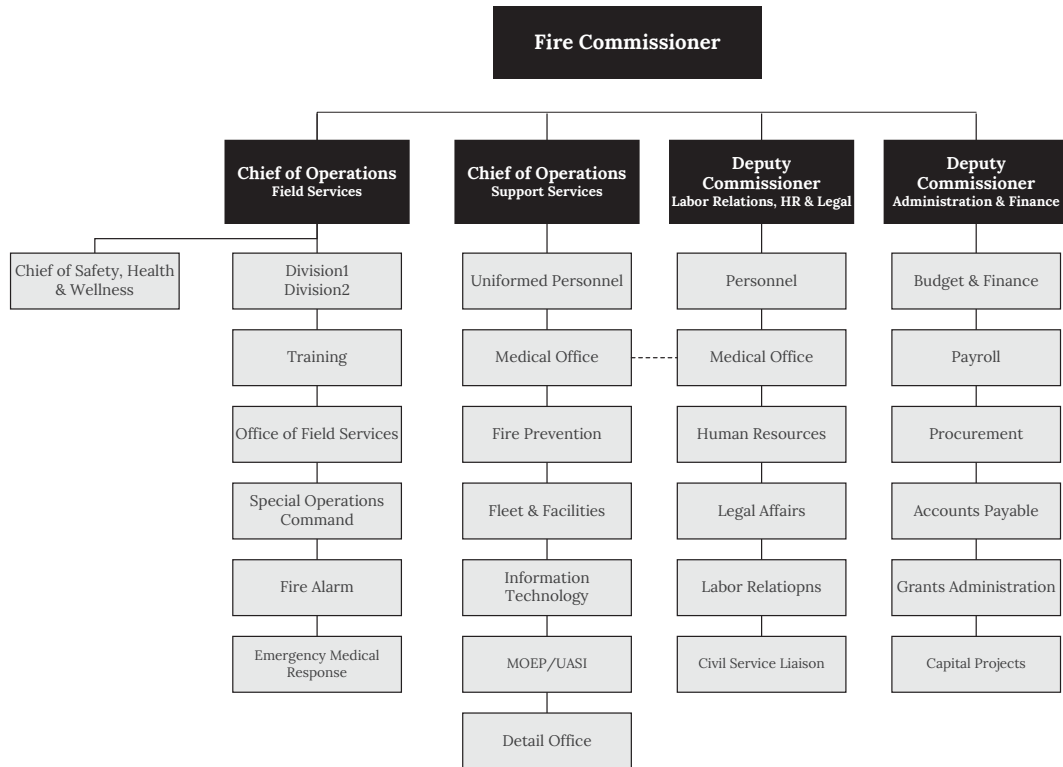 Fire Commissioner
Chief of Operations
Field Services
Chief of Operations
Support Services
Deputy
Commissioner
Labor Relations, HR & Legal
Deputy
Commissioner
Administration & Finance
Chief of Safety, Health
& Wellness
Division1
Division2
Uniformed Personnel
Personnel
Budget & Finance
Training
Medical Office
Medical Office
Payroll
Office of Field Services
Fire Prevention
Human Resources
Procurement
Special Operations
Command
Fleet & Facilities
Legal Affairs
Accounts Payable
Fire Alarm
Information
Technology
Labor Relatiopns
Grants Administration
Emergency Medical
Response
MOEP/UASI
Civil Service Liaison
Capital Projects
Detail Office